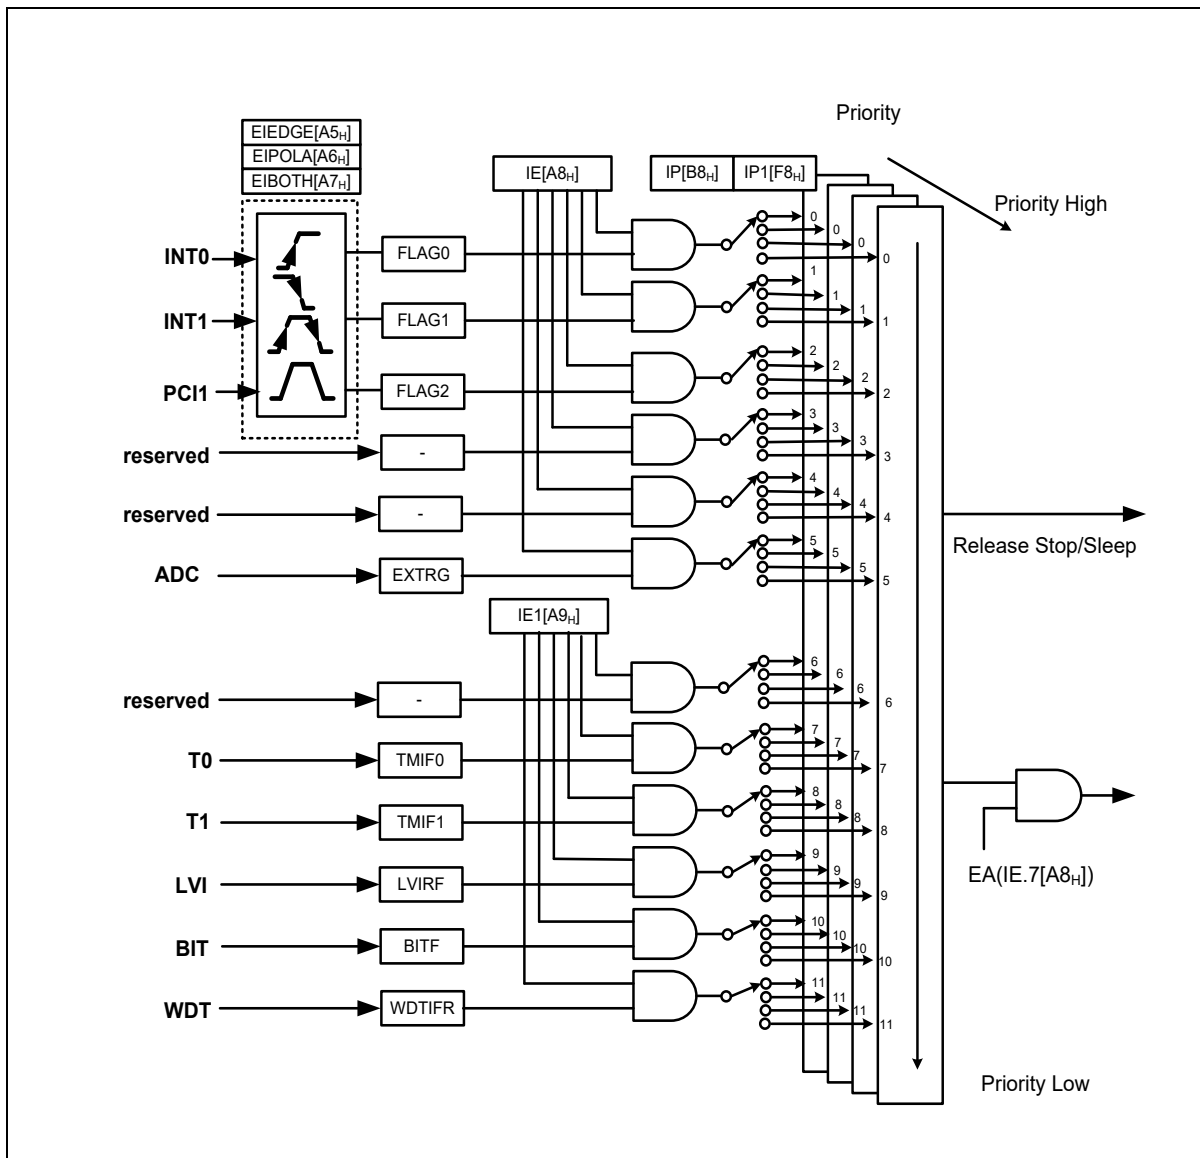 Priority
EIEDGE[A5H]
EIPOLA[A6H]
EIBOTH[A7H]
IE[A8H]
IP[B8H]
IP1[F8H]
Priority High
INT0
FLAG0
0
0
0
0
INT1
FLAG1
1
1
1
1
PCI1
FLAG2
2
2
2
2
reserved
-
3
3
3
3
reserved
-
4
4
4
4
Release Stop/Sleep
ADC
EXTRG
5
5
5
5
IE1[A9H]
reserved
-
6
6
6
6
T0
TMIF0
7
7
7
7
T1
TMIF1
8
8
8
8
EA(IE.7[A8H])
LVI
LVIRF
9
9
9
9
BIT
BITF
10
10
10
10
WDT
WDTIFR
11
11
11
11
Priority Low